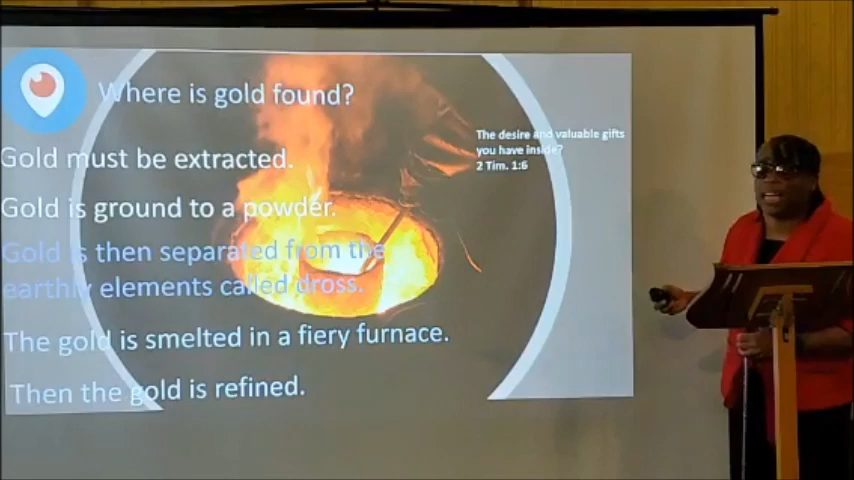 Where is gold found?
Gold must be extracted.
Gold is ground to a powder.
Gold is then separated from the
earthly elements called dross.
The gold is smelted in a fiery furnace.
Then the gold is refined.
The desire and valuable gifts
you have inside?
2 Tim. 1:6